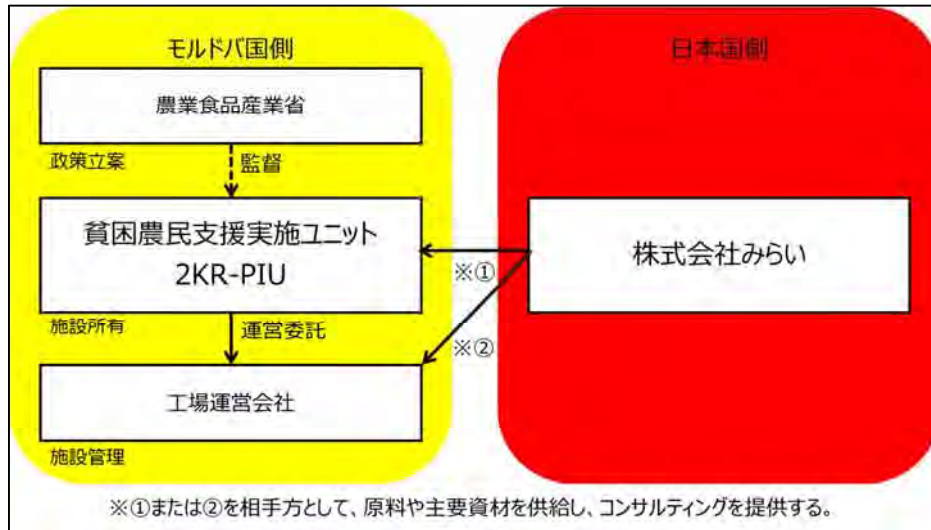 モルドバ国側
日本国側
農業食品産業省
政策立案
監督
貧困農民支援実施ユニット
2KR-PIU
株式会社みらい
※①
施設所有
運営委託
※②
工場運営会社
施設管理
※①または②を相手方として、原料や主要資材を供給し、コンサルティングを提供する。